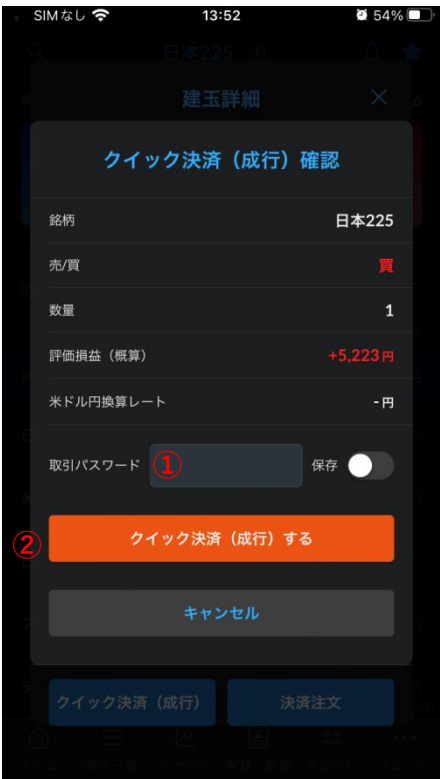 SIMなし 13:52 54%
日本225
建玉詳細
クイック決済（成行）確認
銘柄 日本225
売/買 買
数量 1
評価損益（概算） +5,223円
米ドル円換算レート -円
取引パスワード ① 保存
② クイック決済（成行）する
キャンセル
クイック決済（成行） 決済注文